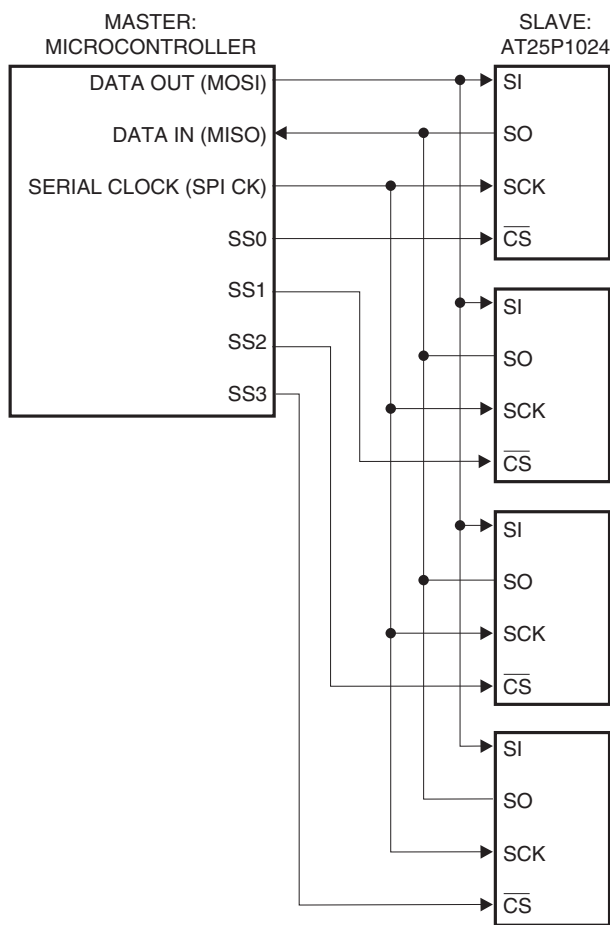 MASTER:
MICROCONTROLLER
DATA OUT (MOSI)
DATA IN (MISO)
SERIAL CLOCK (SPI CK)
SS0
SS1
SS2
SS3
SLAVE:
AT25P1024
SI
SO
SCK
CS
SI
SO
SCK
CS
SI
SO
SCK
CS
SI
SO
SCK
CS